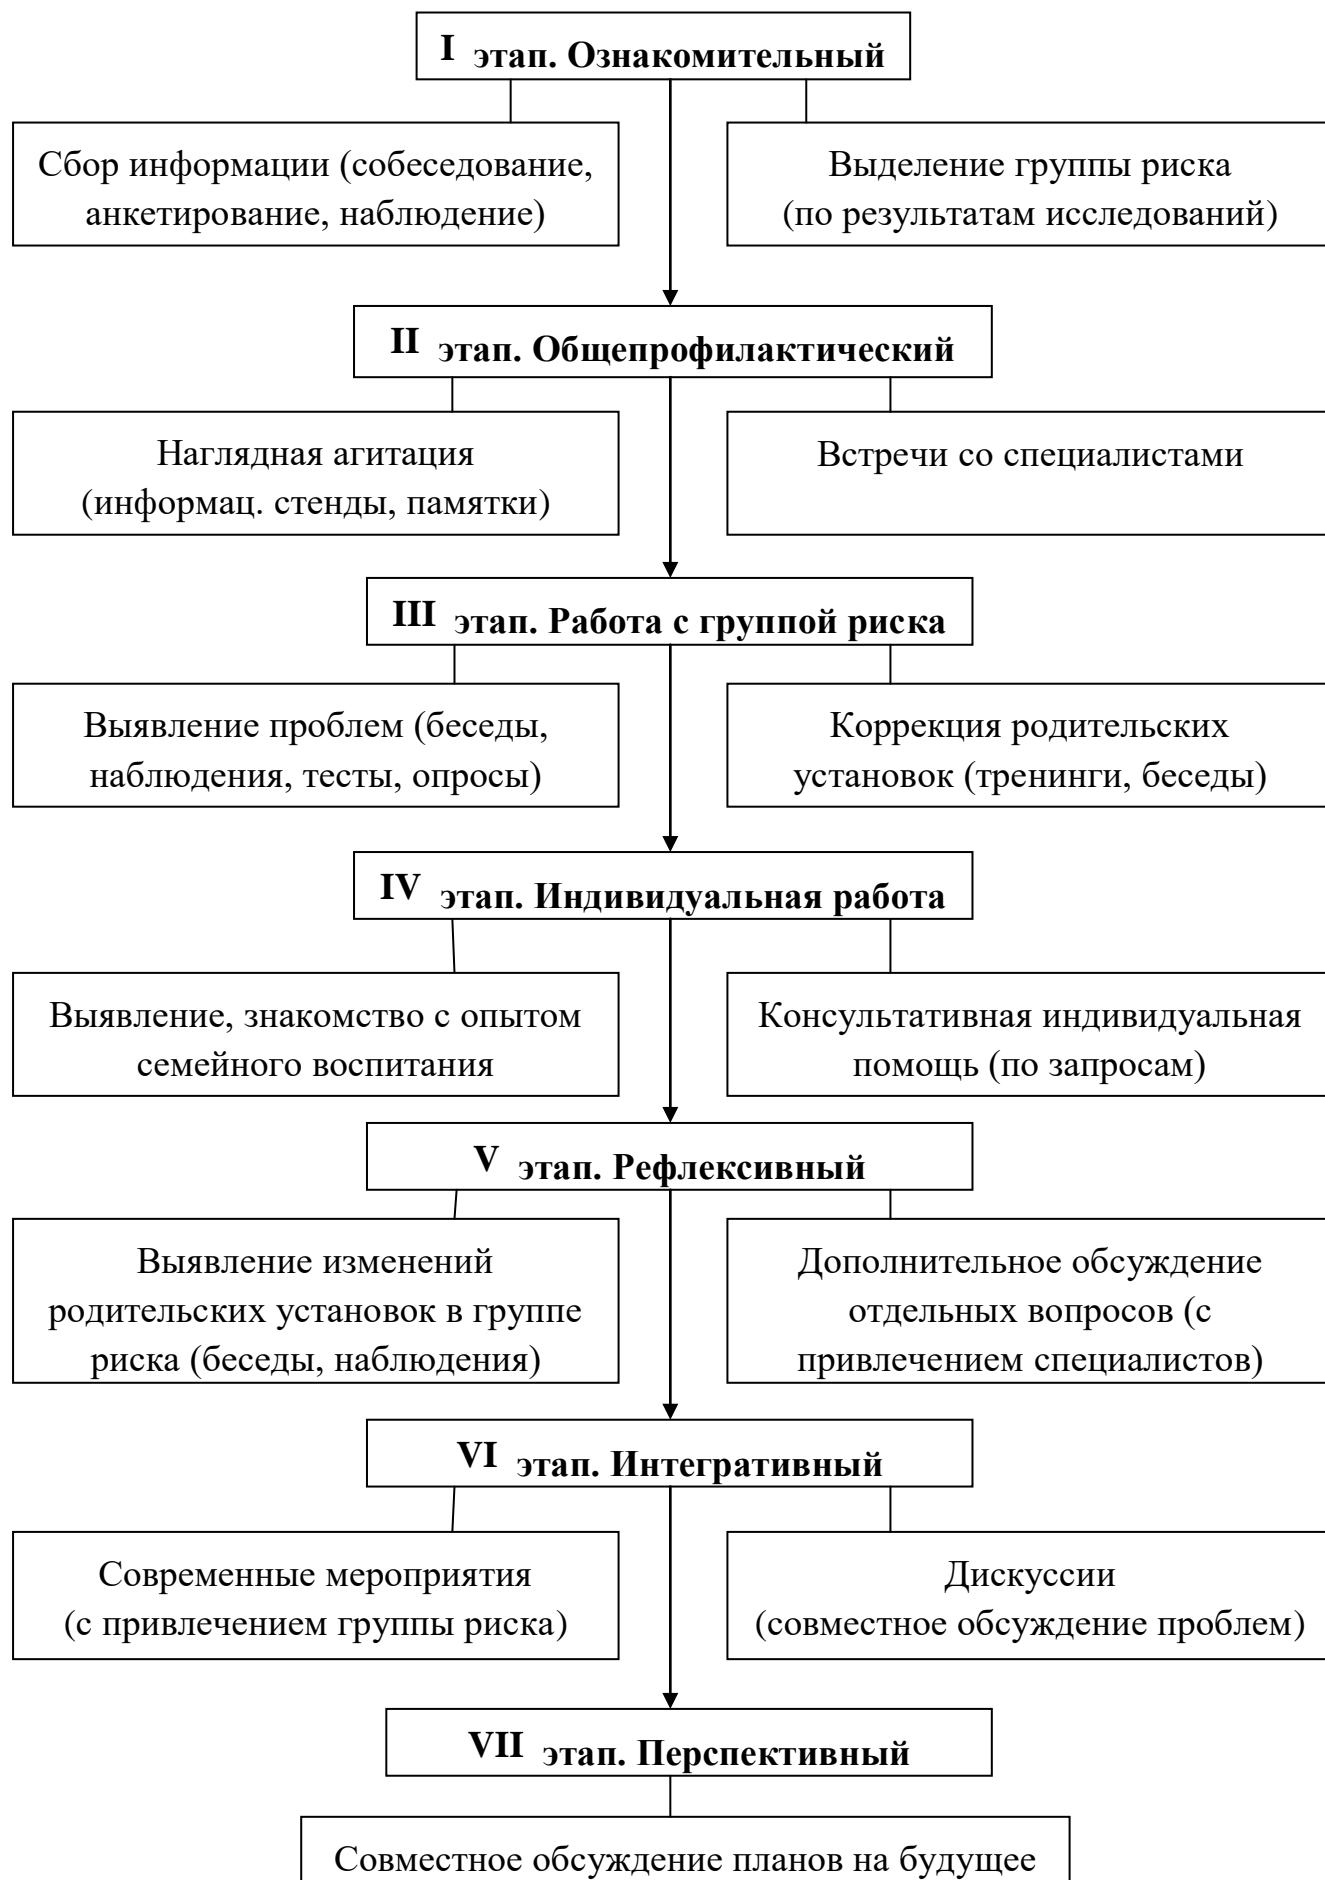 I этап. Ознакомительный
Сбор информации (собеседование,
анкетирование, наблюдение)
Выделение группы риска
(по результатам исследований)
II этап. Общепрофилактический
Наглядная агитация
(информац. стенды, памятки)
Встречи со специалистами
III этап. Работа с группой риска
Выявление проблем (беседы,
наблюдения, тесты, опросы)
Коррекция родительских
установок (тренинги, беседы)
IV этап. Индивидуальная работа
Выявление, знакомство с опытом
семейного воспитания
Консультативная индивидуальная
помощь (по запросам)
V этап. Рефлексивный
Выявление изменений
родительских установок в группе
риска (беседы, наблюдения)
Дополнительное обсуждение
отдельных вопросов (с
привлечением специалистов)
VI этап. Интегративный
Современные мероприятия
(с привлечением группы риска)
Дискуссии
(совместное обсуждение проблем)
VII этап. Перспективный
Совместное обсуждение планов на будущее